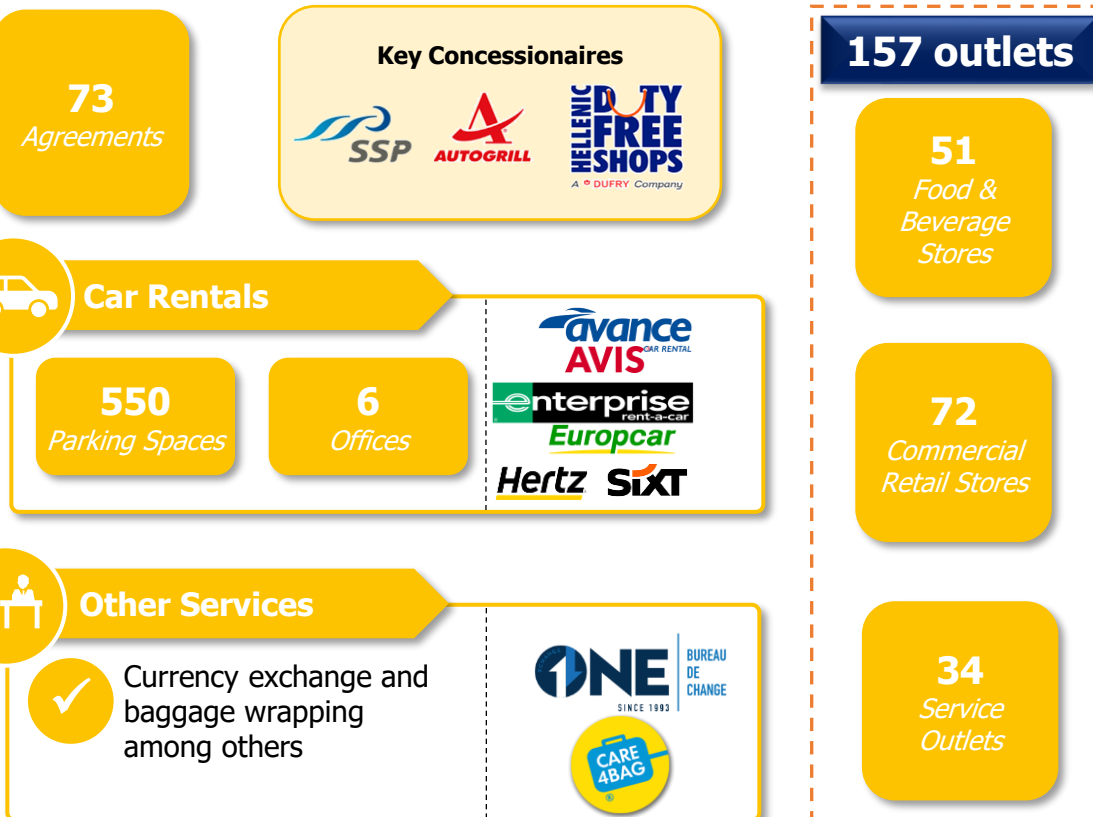 73
Agreements
Key Concessionaires
SSP
AUTOGRILL
HELLENIC
DUTY
FREE
SHOPS
A DUFRY Company
157 outlets
51
Food &
Beverage
Stores
Car Rentals
550
Parking Spaces
6
Offices
avance
CAR RENTAL
AVIS
enterprise
rent-a-car
Europcar
Hertz SIXT
72
Commercial
Retail Stores
Other Services
Currency exchange and
baggage wrapping
among others
ONE
SINCE 1993
BUREAU
DE
CHANGE
CARE
4BAG
®
34
Service
Outlets